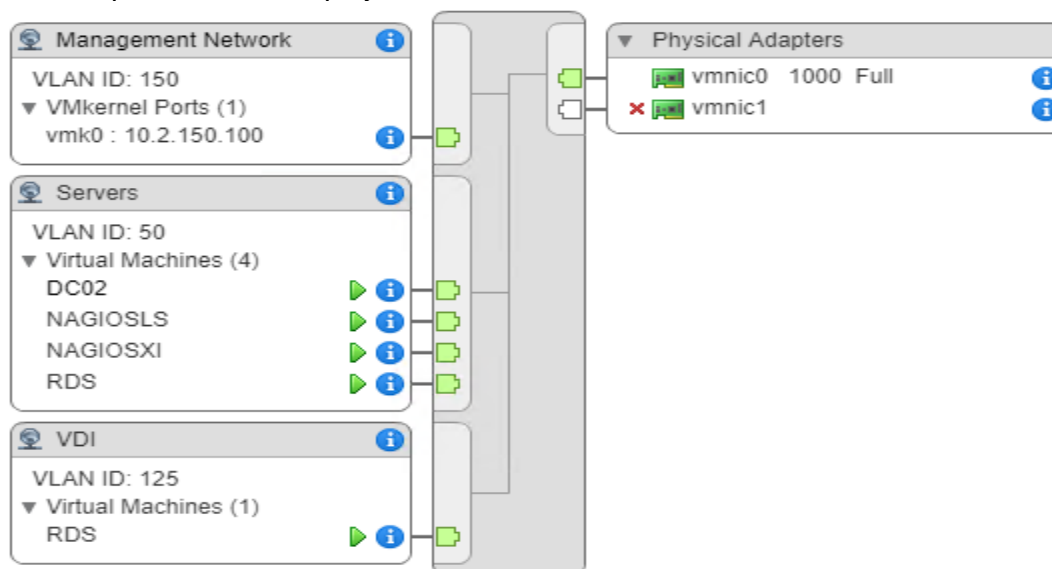 Management Network
VLAN ID: 150
VMkernel Ports (1)
vmk0 : 10.2.150.100
Servers
VLAN ID: 50
Virtual Machines (4)
DC02
NAGIOSLS
NAGIOSXI
RDS
VDI
VLAN ID: 125
Virtual Machines (1)
RDS
Physical Adapters
vmnic0 1000 Full
vmnic1